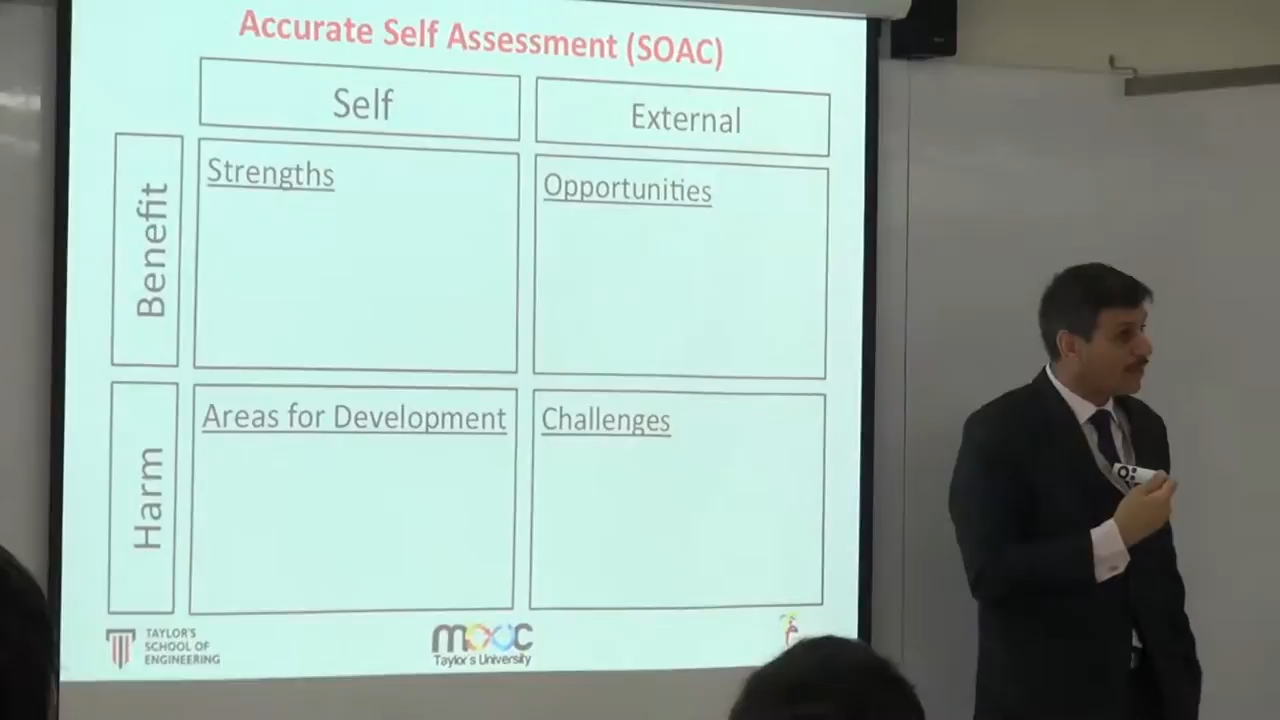 Accurate Self Assessment (SOAC)
Self
External
Benefit
Strengths
Opportunities
Harm
Areas for Development
Challenges
TAYLOR'S
SCHOOL OF
ENGINEERING
mooc
Taylor's University